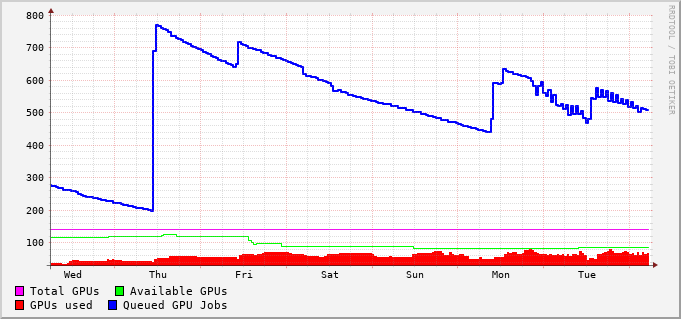 800
700
600
500
400
300
200
100
Wed Thu Fri Sat Sun Mon Tue
Total GPUs Available GPUs
GPUs used Queued GPU Jobs
RRDTOOL / TOBI OETIKER